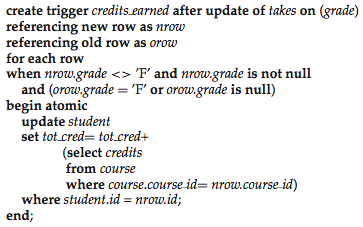 create trigger credits_earned after update of takes on (grade)
referencing new row as nrow
referencing old row as orow
for each row
when nrow.grade <> 'F' and nrow.grade is not null
and (orow.grade = 'F' or orow.grade is null)
begin atomic
update student
set tot_cred= tot_cred+
(select credits
from course
where course.course_id= nrow.course_id)
where student.id = nrow.id;
end;